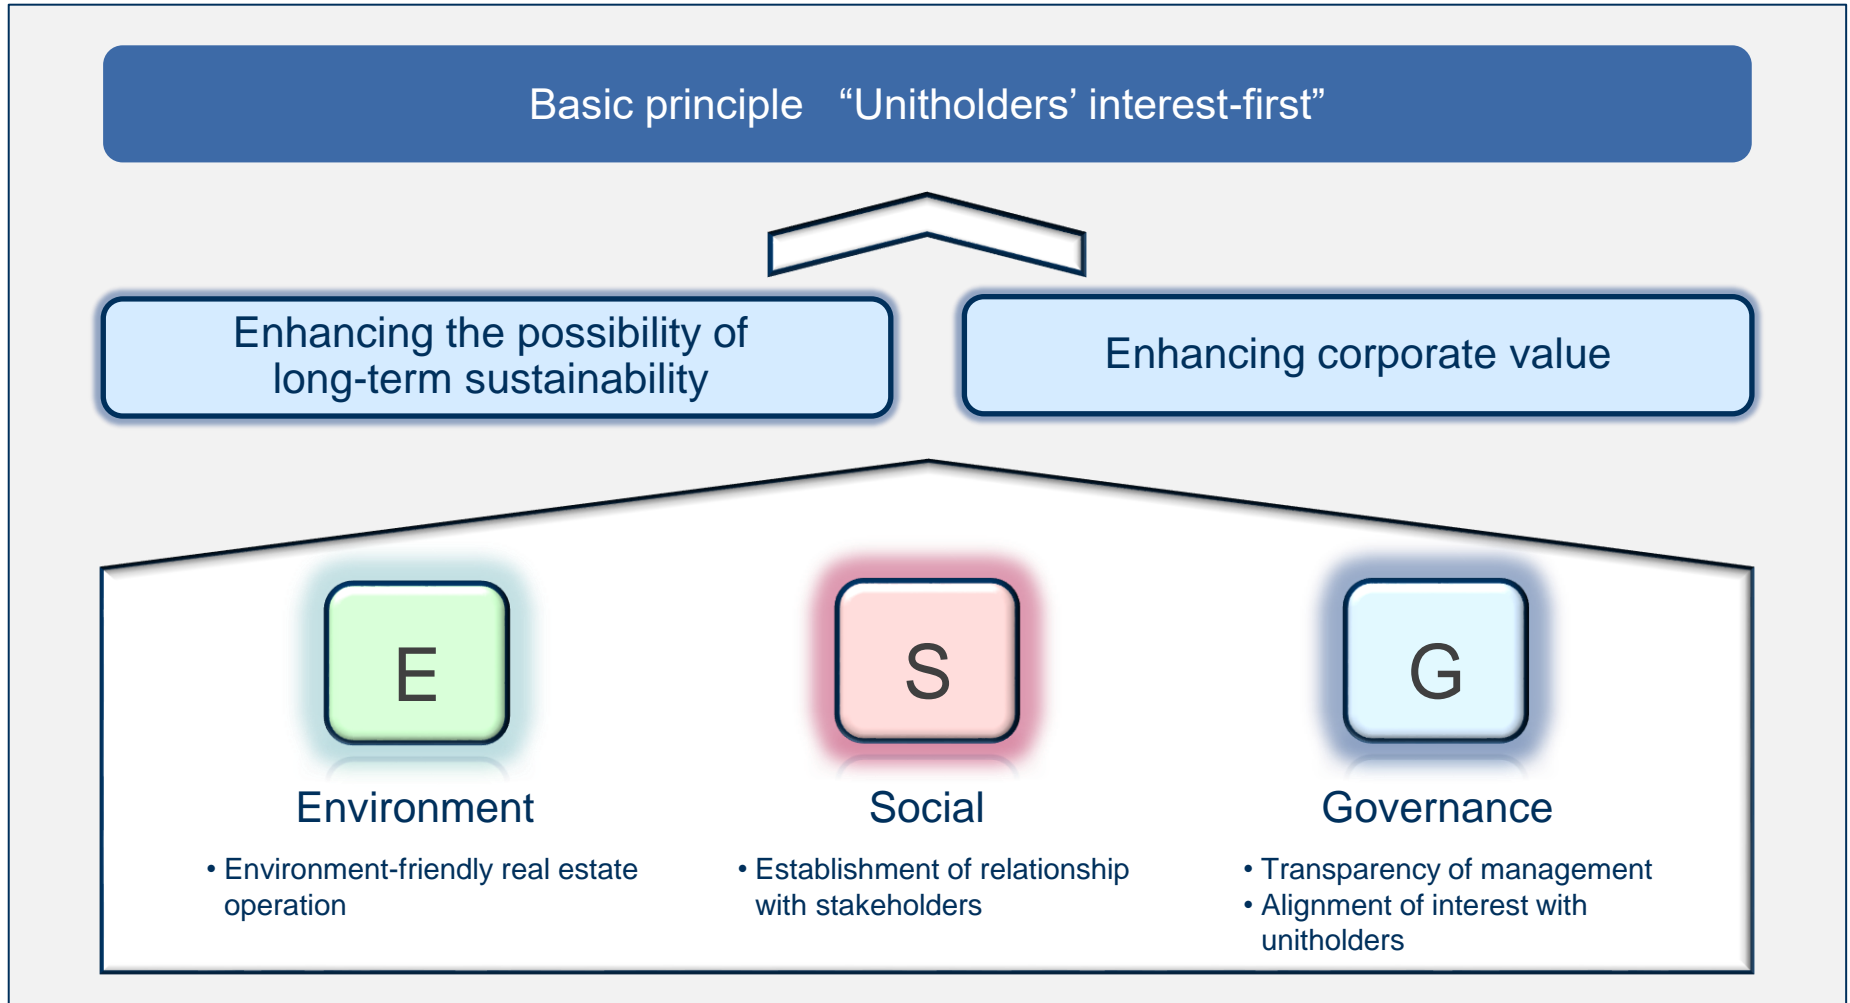 Basic principle “Unitholders’ interest-first”
Enhancing the possibility of
long-term sustainability
Enhancing corporate value
E
S
G
Environment
Social
Governance
• Environment-friendly real estate
operation
• Establishment of relationship
with stakeholders
• Transparency of management
• Alignment of interest with
unitholders